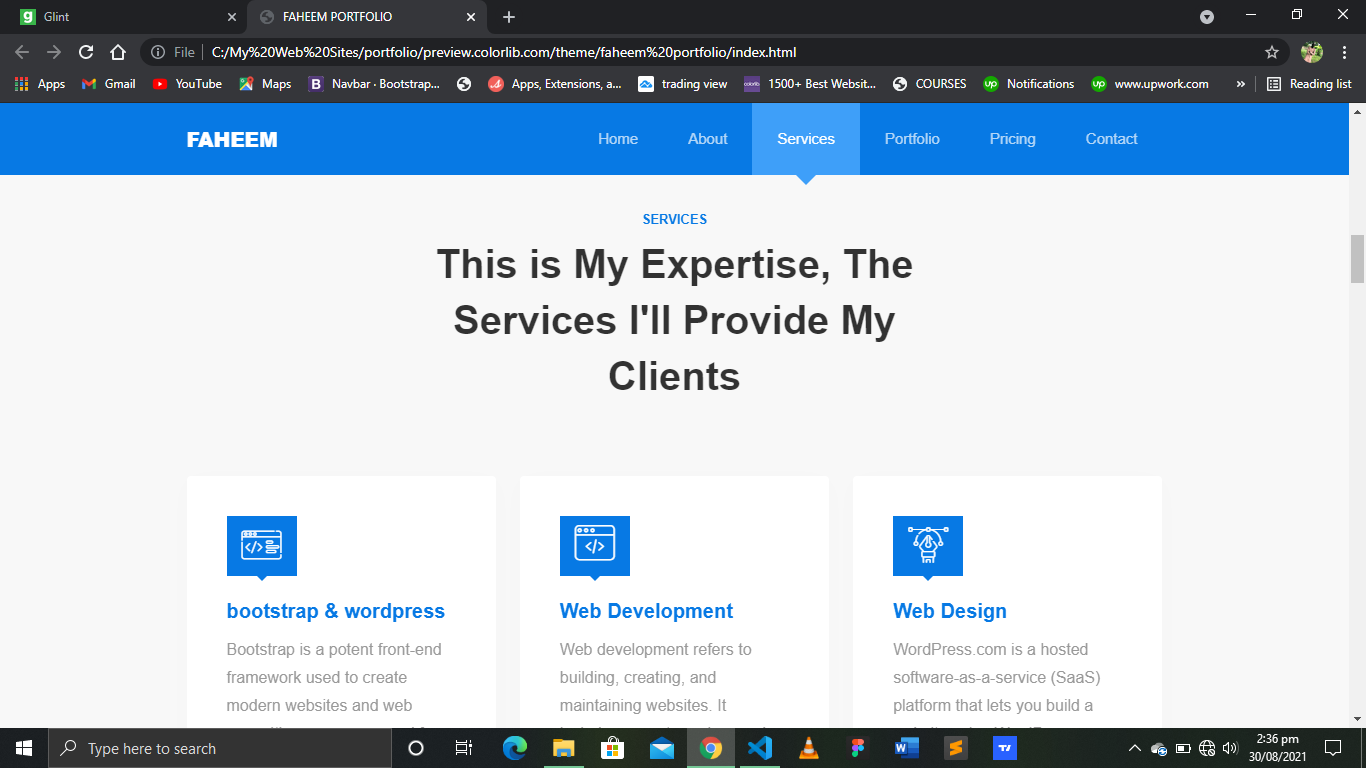 Glint
FAHEEM PORTFOLIO
File
C:/My%20Web%20Sites/portfolio/preview.colorlib.com/theme/faheem%20portfolio/index.html
Apps
Gmail
YouTube
Maps
Navbar · Bootstrap...
Apps, Extensions, a...
trading view
1500+ Best Websit...
COURSES
Notifications
www.upwork.com
»
Reading list
FAHEEM
Home
About
Services
Portfolio
Pricing
Contact
SERVICES
This is My Expertise, The
Services I'll Provide My
Clients
bootstrap & wordpress
Bootstrap is a potent front-end
framework used to create
modern websites and web
Web Development
Web development refers to
building, creating, and
maintaining websites. It
Web Design
WordPress.com is a hosted
software-as-a-service (SaaS)
platform that lets you build a
Type here to search
2:36 pm
30/08/2021